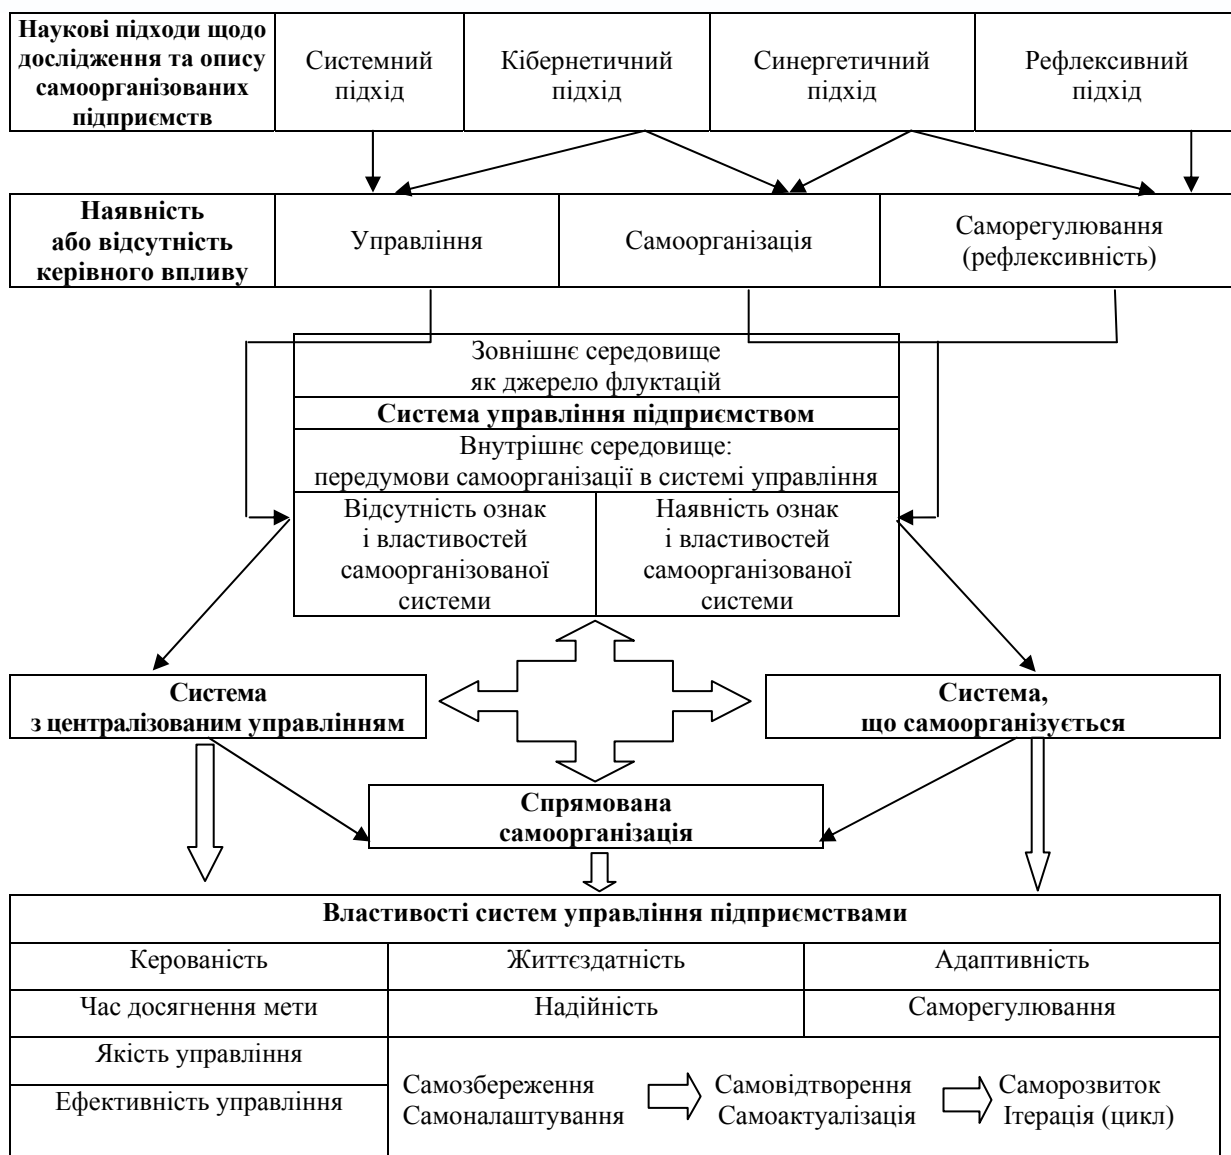 Наукові підходи щодо
дослідження та опису
самоорганізованих
підприємств
Системний
підхід
Кібернетичний
підхід
Синергетичний
підхід
Рефлексивний
підхід
Наявність
або відсутність
керівного впливу
Управління
Самоорганізація
Саморегулювання
(рефлексивність)
Зовнішнє середовище
як джерело флуктацій
Система управління підприємством
Внутрішнє середовище:
передумови самоорганізації в системі управління
Відсутність ознак
і властивостей
самоорганізованої
системи
Наявність ознак
і властивостей
самоорганізованої
системи
Система
з централізованим управлінням
Система,
що самоорганізується
Спрямована
самоорганізація
Властивості систем управління підприємствами
Керованість
Життєздатність
Адаптивність
Час досягнення мети
Надійність
Саморегулювання
Якість управління
Ефективність управління
Самозбереження
Самоналаштування
Самовідтворення
Самоактуалізація
Саморозвиток
Ітерація (цикл)